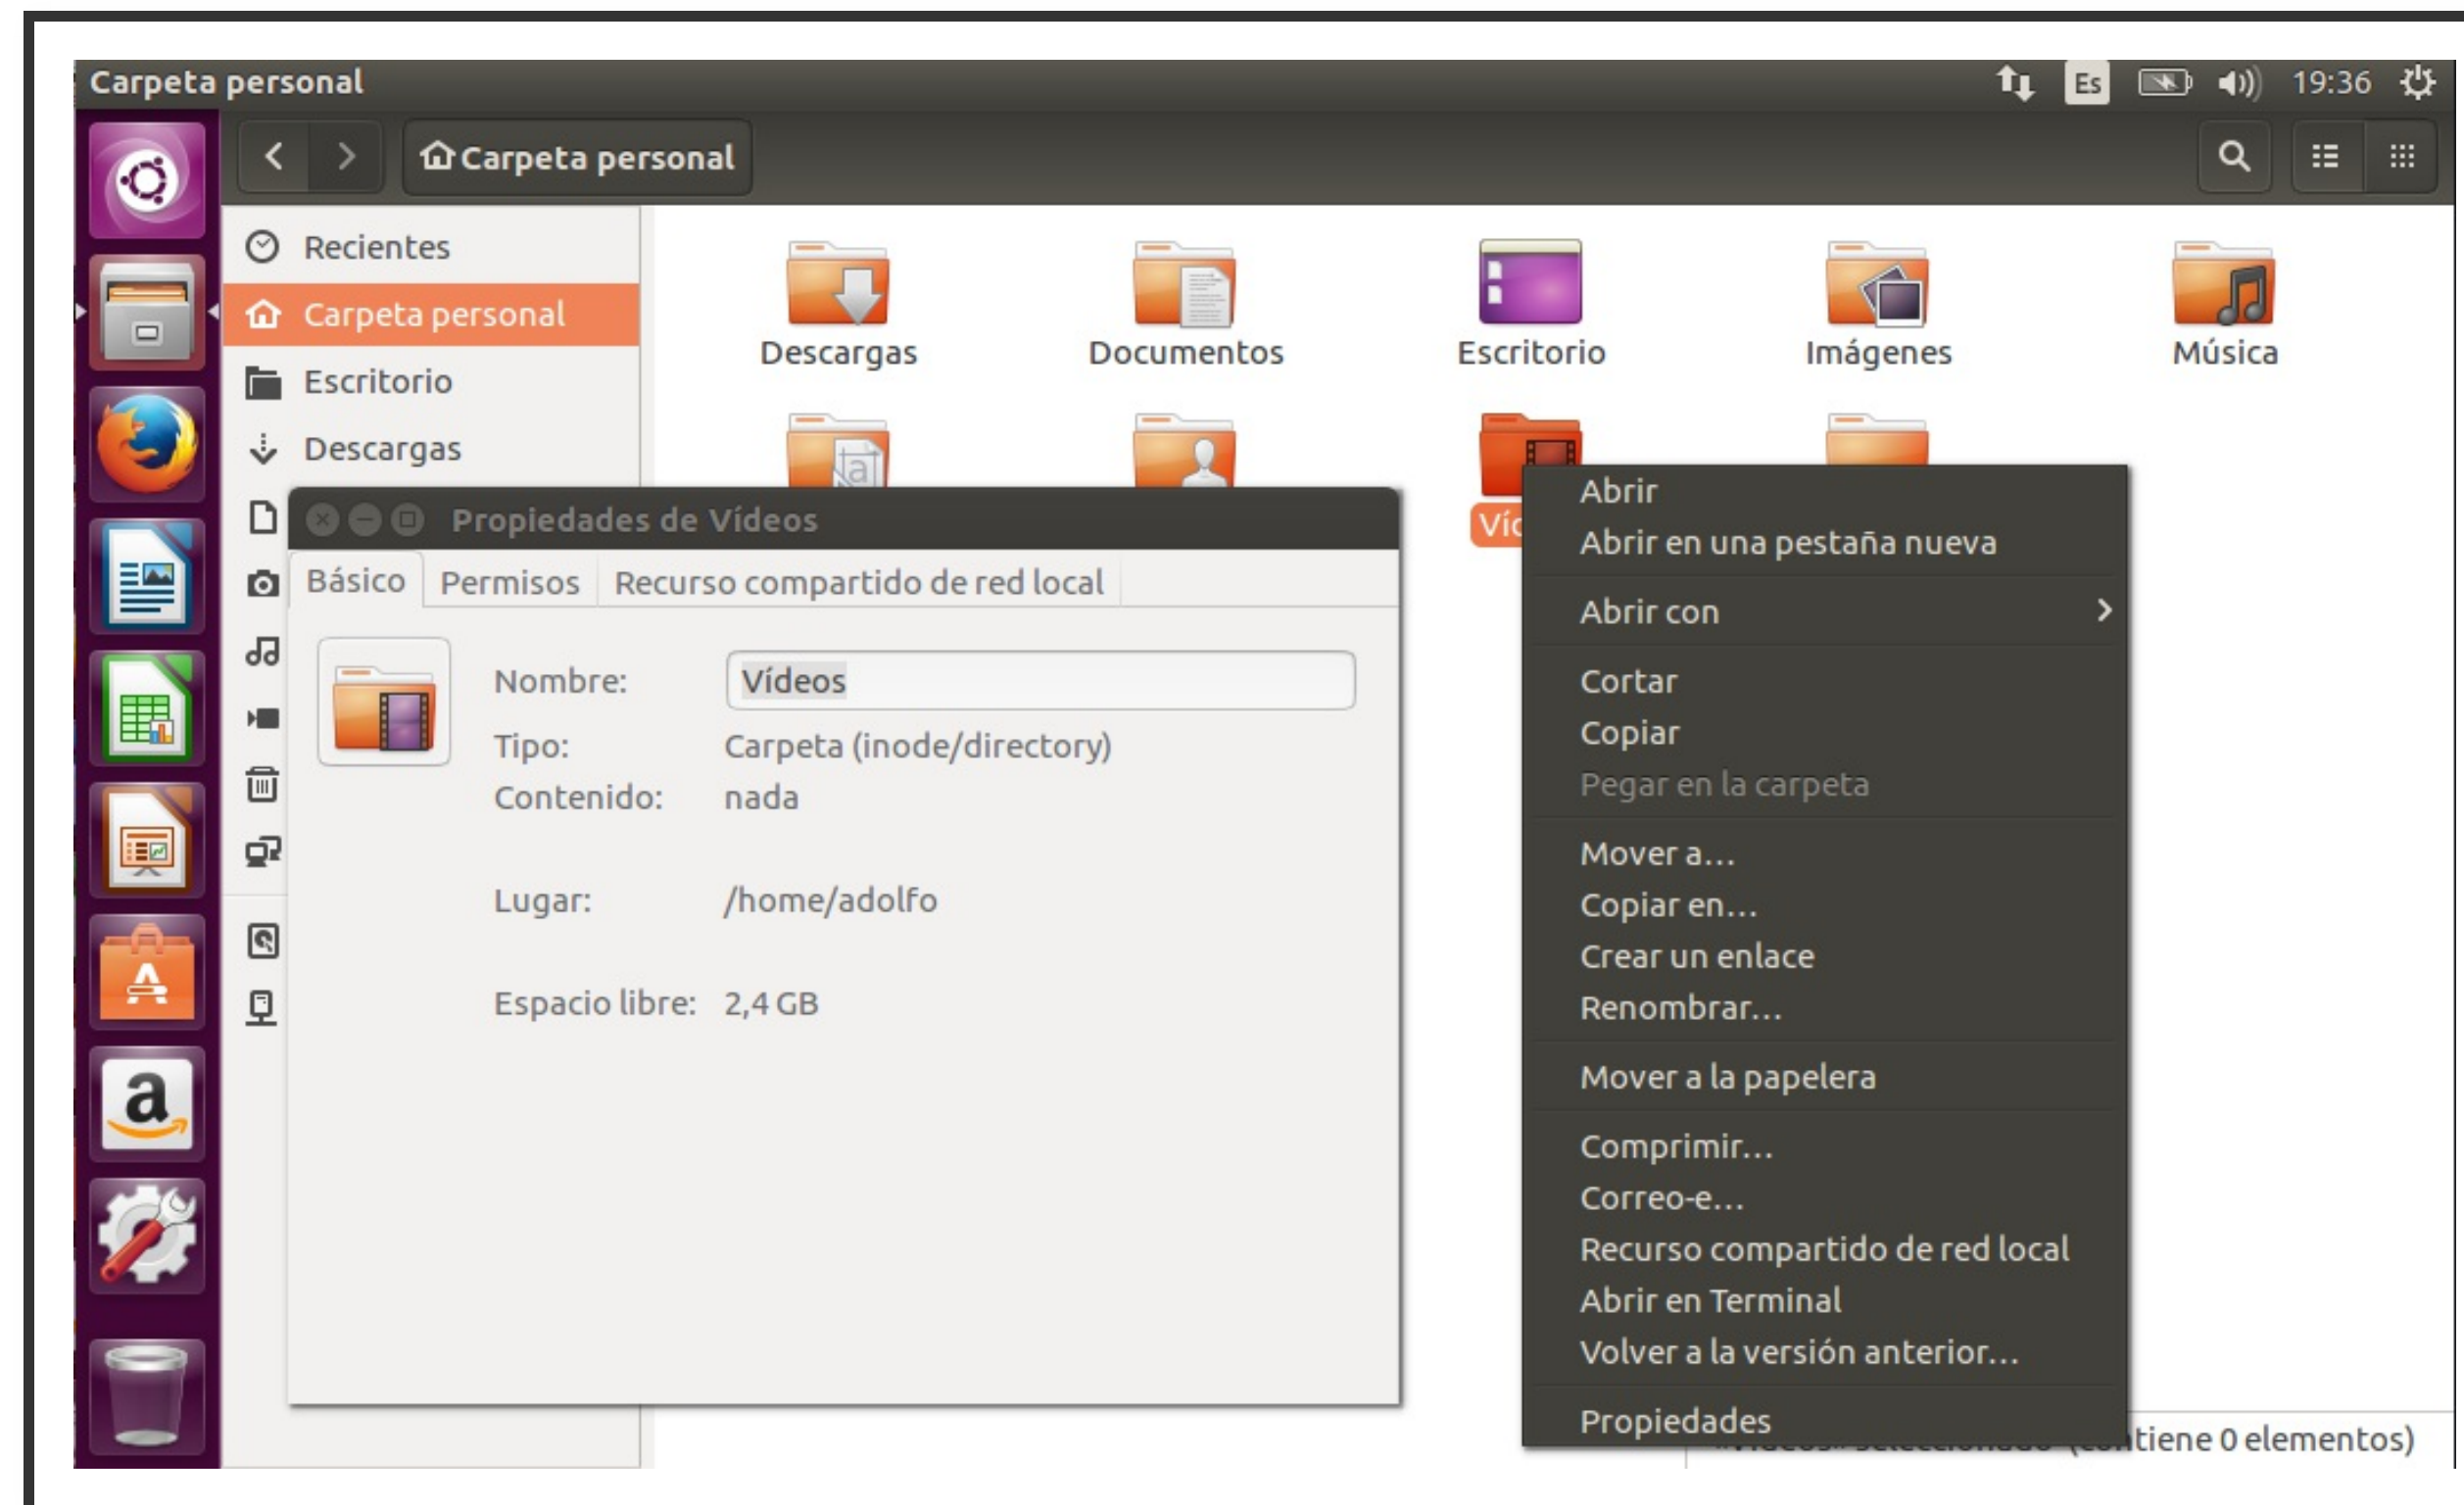 Carpeta personal
Es
19:36
Carpeta personal
Recientes
Carpeta personal
Escritorio
Descargas
Descargas
Documentos
Escritorio
Imágenes
Música
Propiedades de Vídeos
Básico
Permisos
Recurso compartido de red local
Nombre: Vídeos
Tipo: Carpeta (inode/directory)
Contenido: nada
Lugar: /home/adolfo
Espacio libre: 2,4 GB
Abrir
Abrir en una pestaña nueva
Abrir con
Cortar
Copiar
Pegar en la carpeta
Mover a...
Copiar en...
Crear un enlace
Renombrar...
Mover a la papelera
Comprimir...
Correo-e...
Recurso compartido de red local
Abrir en Terminal
Volver a la versión anterior...
Propiedades
0 elementos)